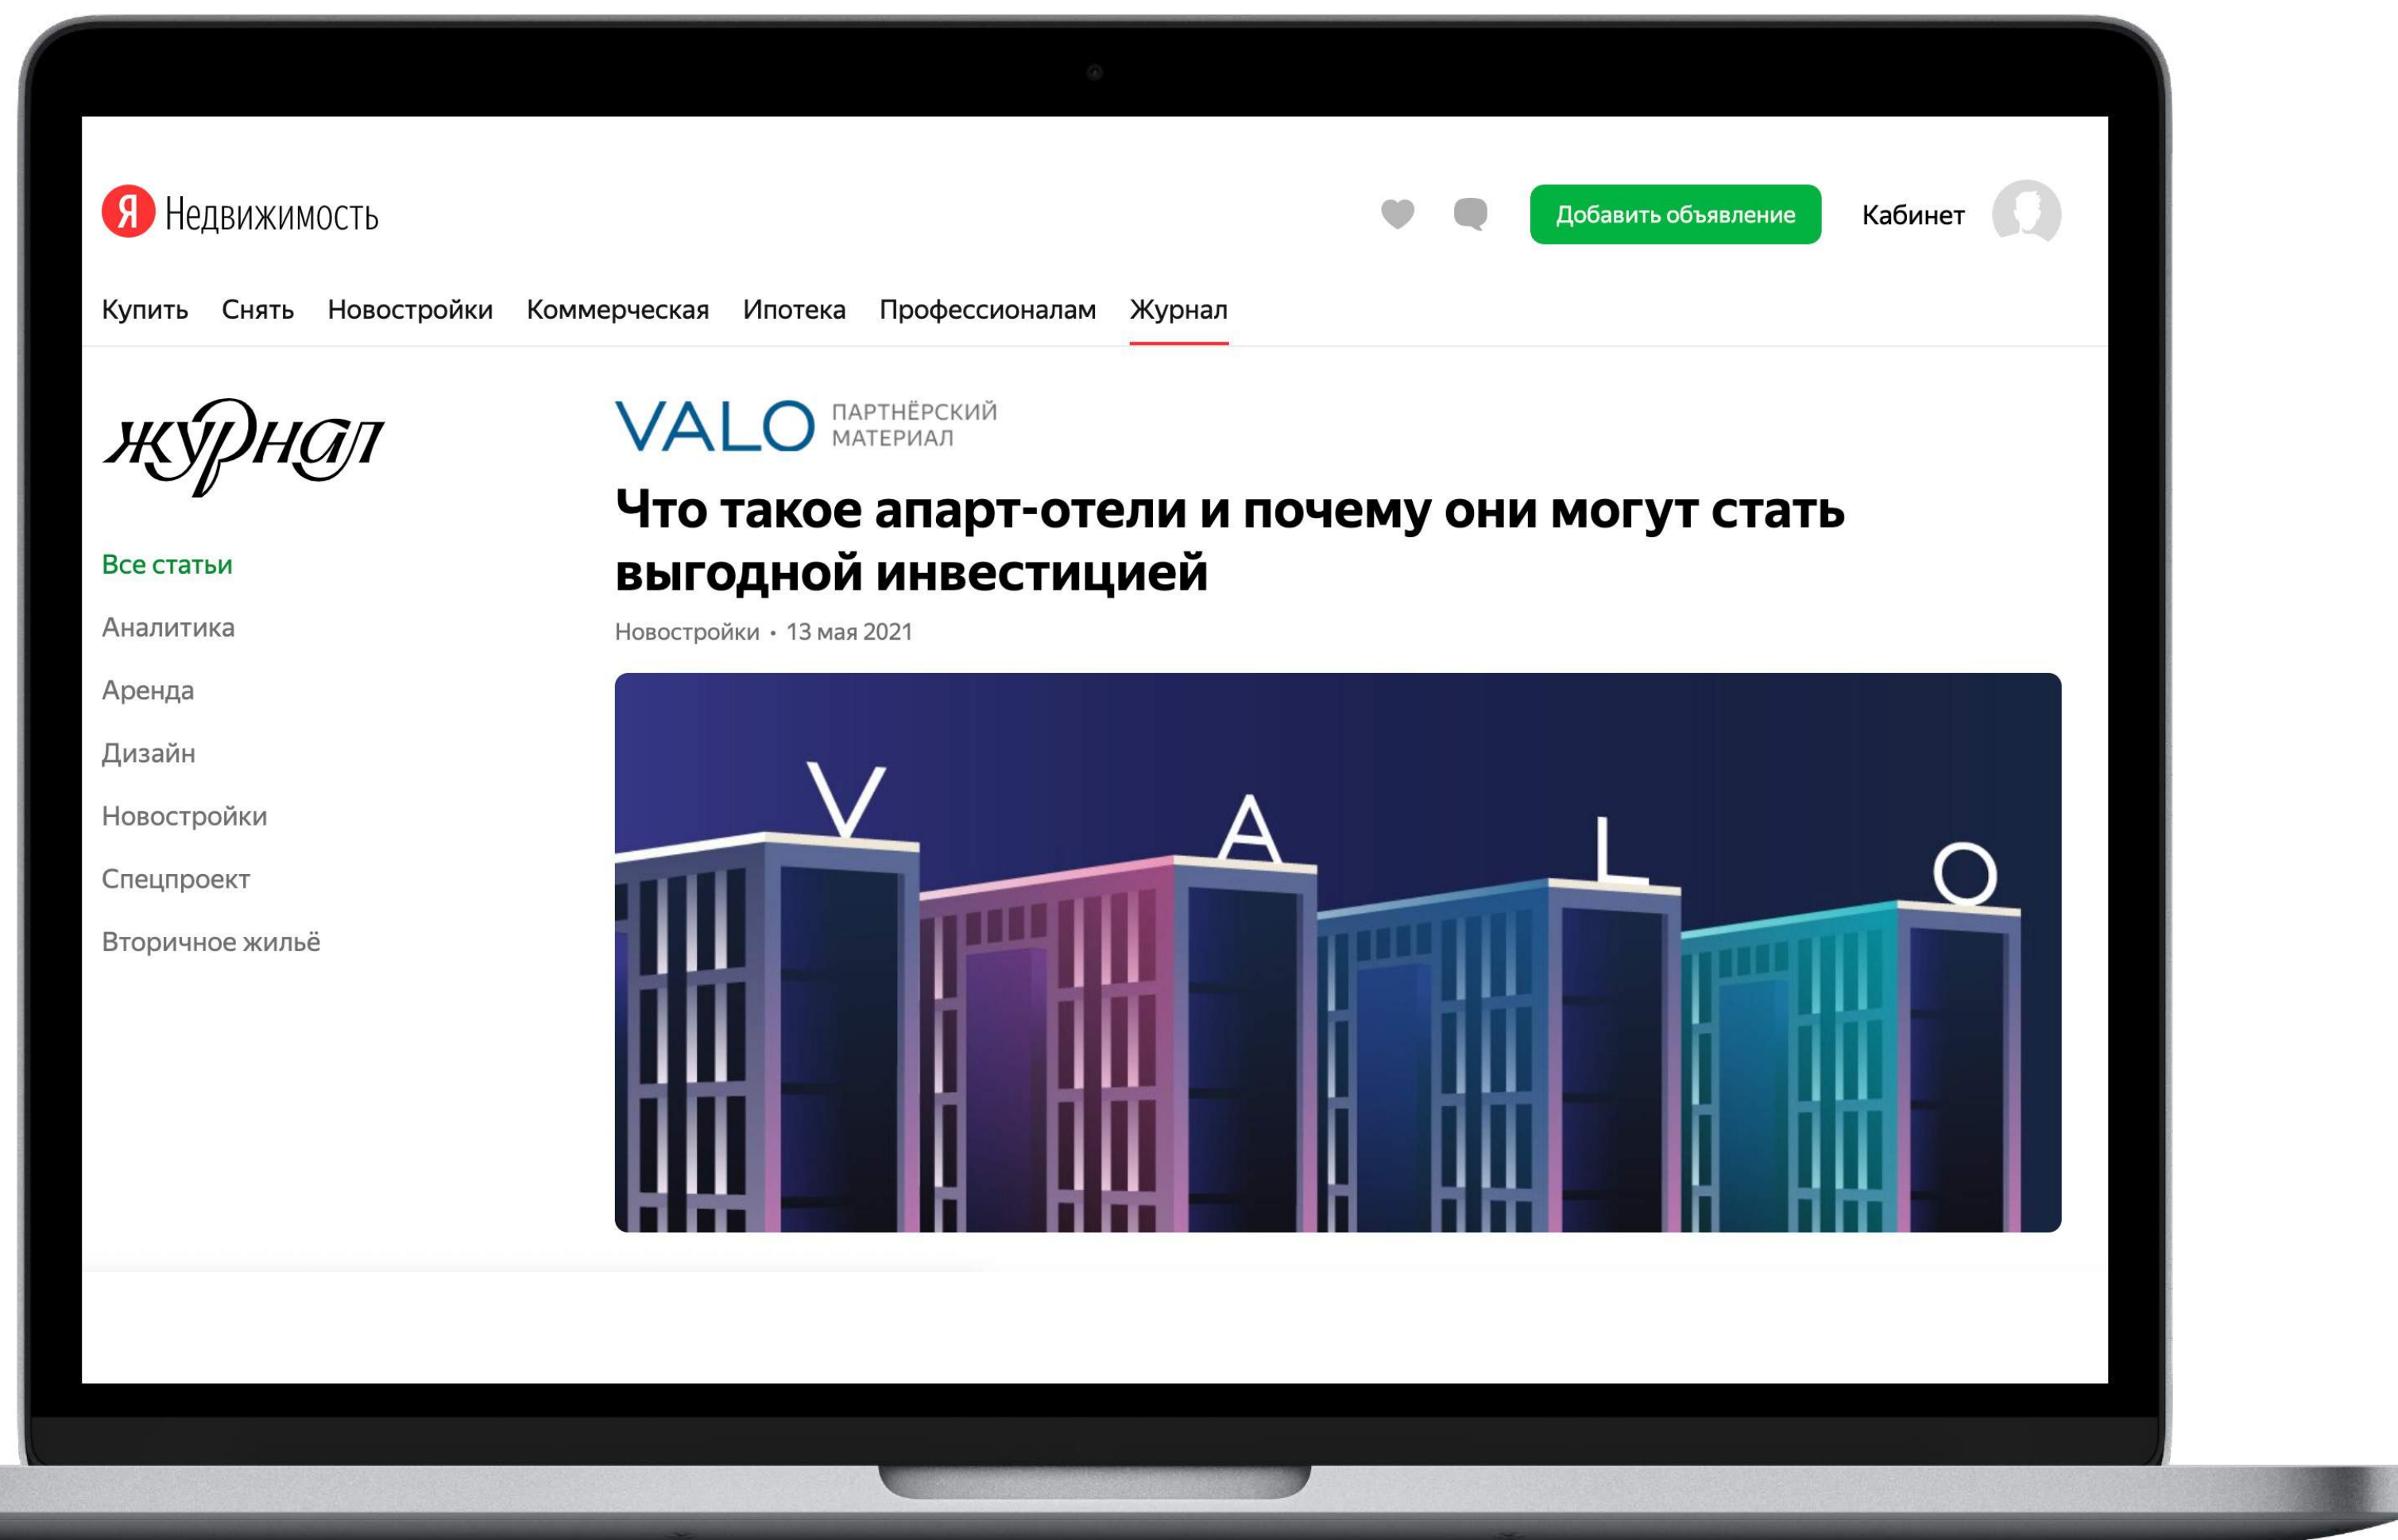 Я Недвижимость
Добавить объявление
Кабинет
Купить Снять Новостройки Коммерческая Ипотека Профессионалам Журнал
журнал
VALO ПАРТНЁРСКИЙ
МАТЕРИАЛ
Что такое апарт-отели и почему они могут стать
выгодной инвестицией
Новостройки • 13 мая 2021
Все статьи
Аналитика
Аренда
Дизайн
Новостройки
Спецпроект
Вторичное жильё
V A L O